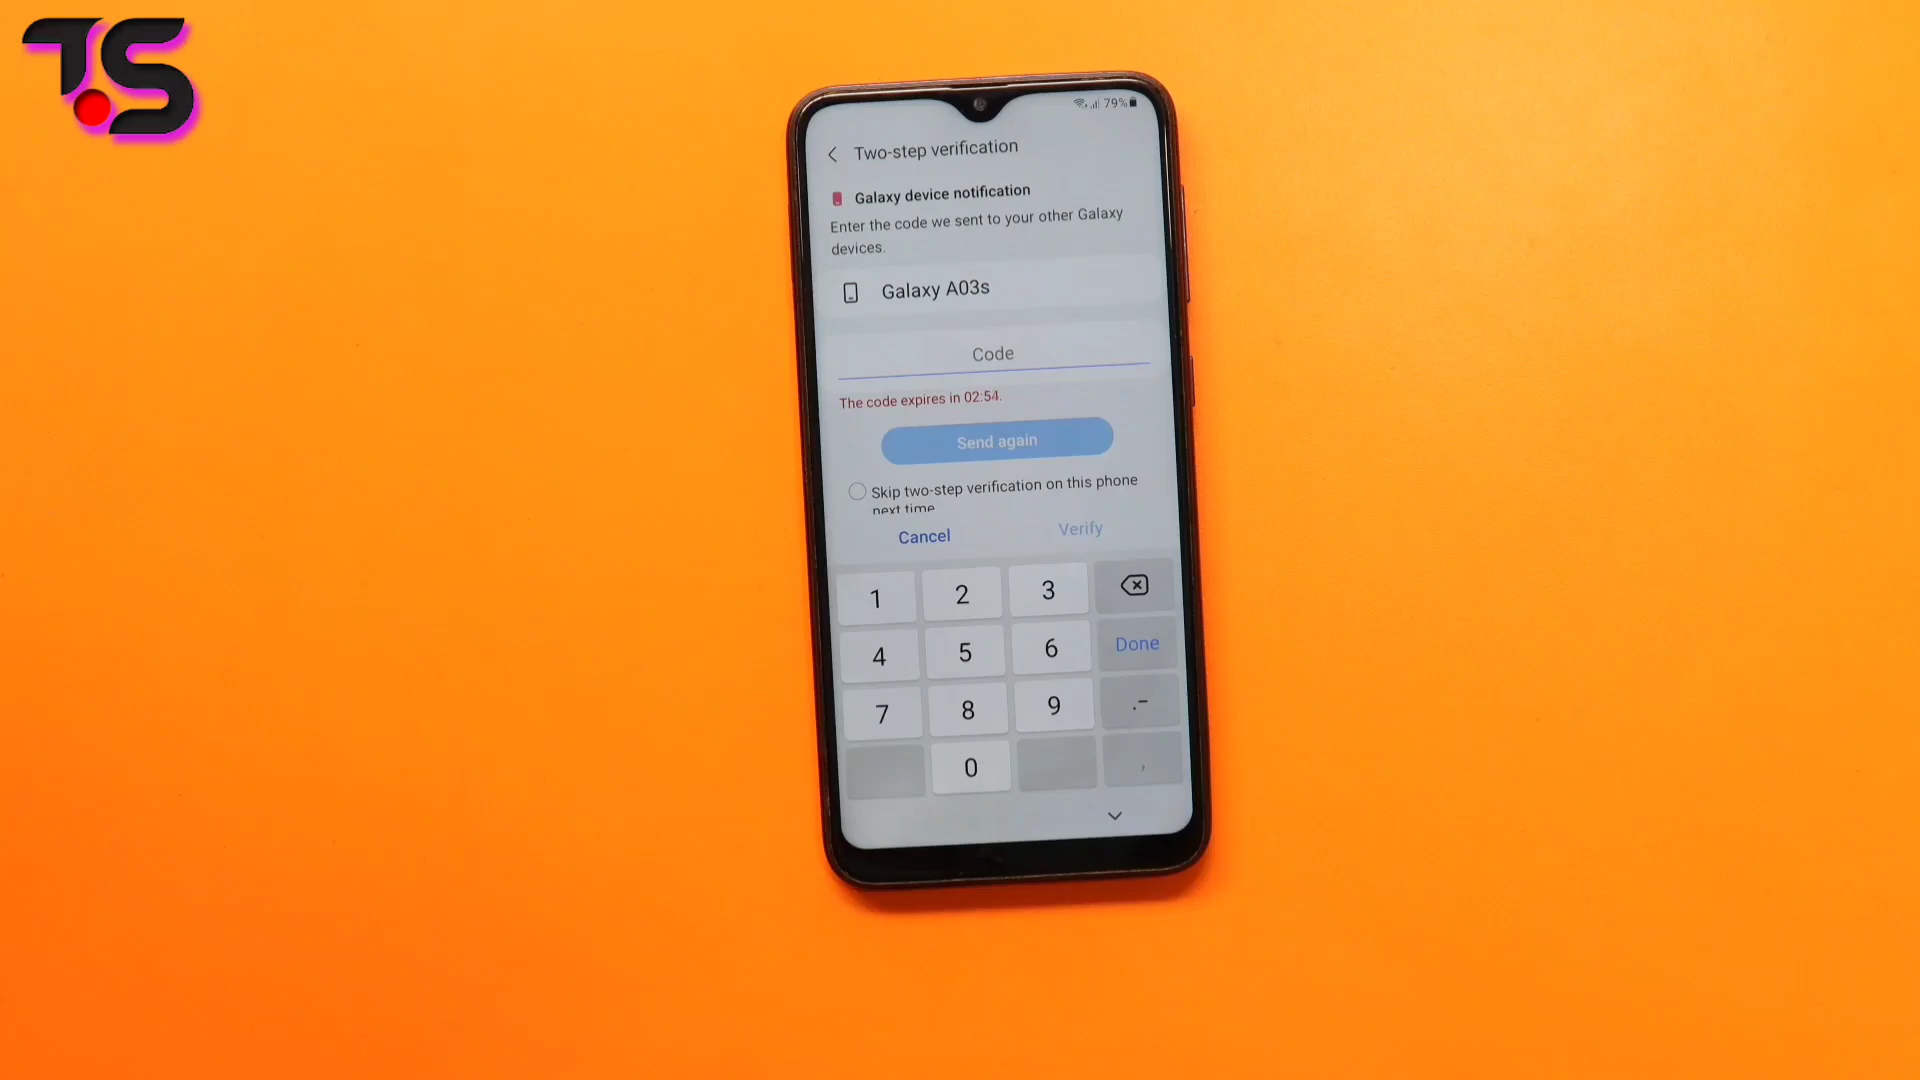 TS
79%
Two-step verification
Galaxy device notification
Enter the code we sent to your other Galaxy
devices.
Galaxy A03s
Code
The code expires in 02:54.
Send again
Skip two-step verification on this phone
next time
Cancel
Verify
1 2 3
4 5 6 Done
7 8 9 .-
0 ,